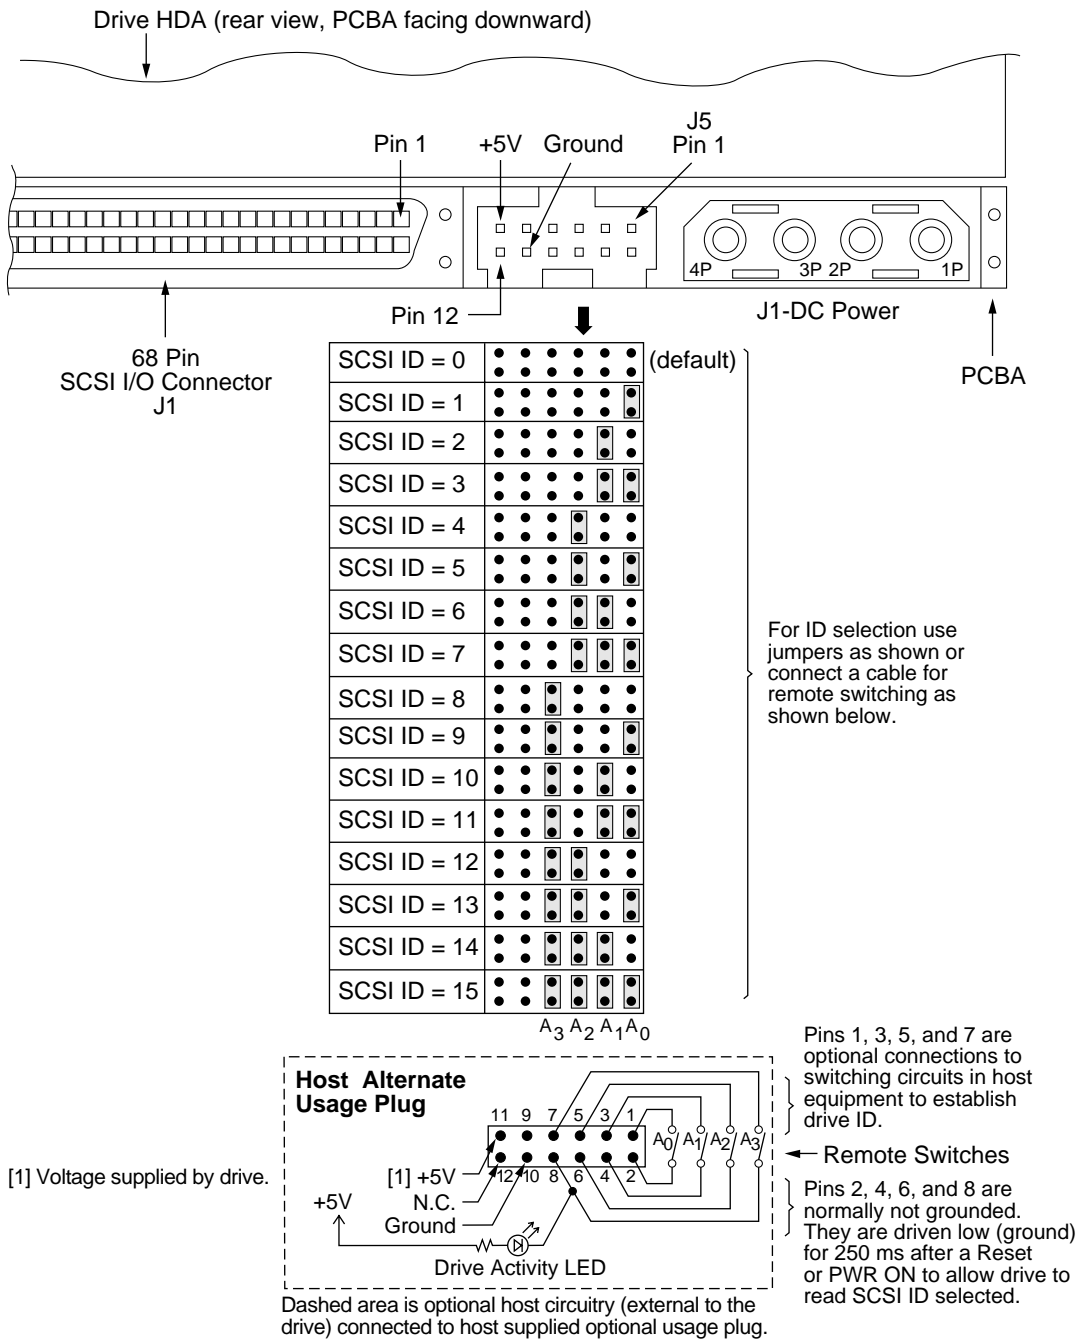 Drive HDA (rear view, PCBA facing downward)
Pin 1
+5V
Ground
J5
Pin 1
4P
3P
2P
1P
Pin 12
J1-DC Power
68 Pin
SCSI I/O Connector
J1
PCBA
SCSI ID = 0
(default)
SCSI ID = 1
SCSI ID = 2
SCSI ID = 3
SCSI ID = 4
SCSI ID = 5
SCSI ID = 6
SCSI ID = 7
SCSI ID = 8
SCSI ID = 9
SCSI ID = 10
SCSI ID = 11
SCSI ID = 12
SCSI ID = 13
SCSI ID = 14
SCSI ID = 15
A3 A2 A1 A0
For ID selection use
jumpers as shown or
connect a cable for
remote switching as
shown below.
Host Alternate
Usage Plug
11 9 7 5 3 1
12 10 8 6 4 2
A0 A1 A2 A3
[1] +5V
N.C.
Ground
+5V
Drive Activity LED
[1] Voltage supplied by drive.
Pins 1, 3, 5, and 7 are
optional connections to
switching circuits in host
equipment to establish
drive ID.
Remote Switches
Pins 2, 4, 6, and 8 are
normally not grounded.
They are driven low (ground)
for 250 ms after a Reset
or PWR ON to allow drive to
read SCSI ID selected.
Dashed area is optional host circuitry (external to the
drive) connected to host supplied optional usage plug.